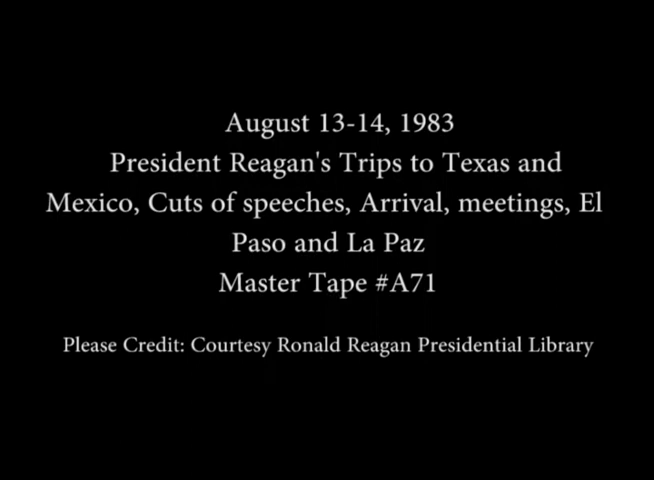 August 13-14, 1983
President Reagan's Trips to Texas and
Mexico, Cuts of speeches, Arrival, meetings, El
Paso and La Paz
Master Tape #A71
Please Credit: Courtesy Ronald Reagan Presidential Library